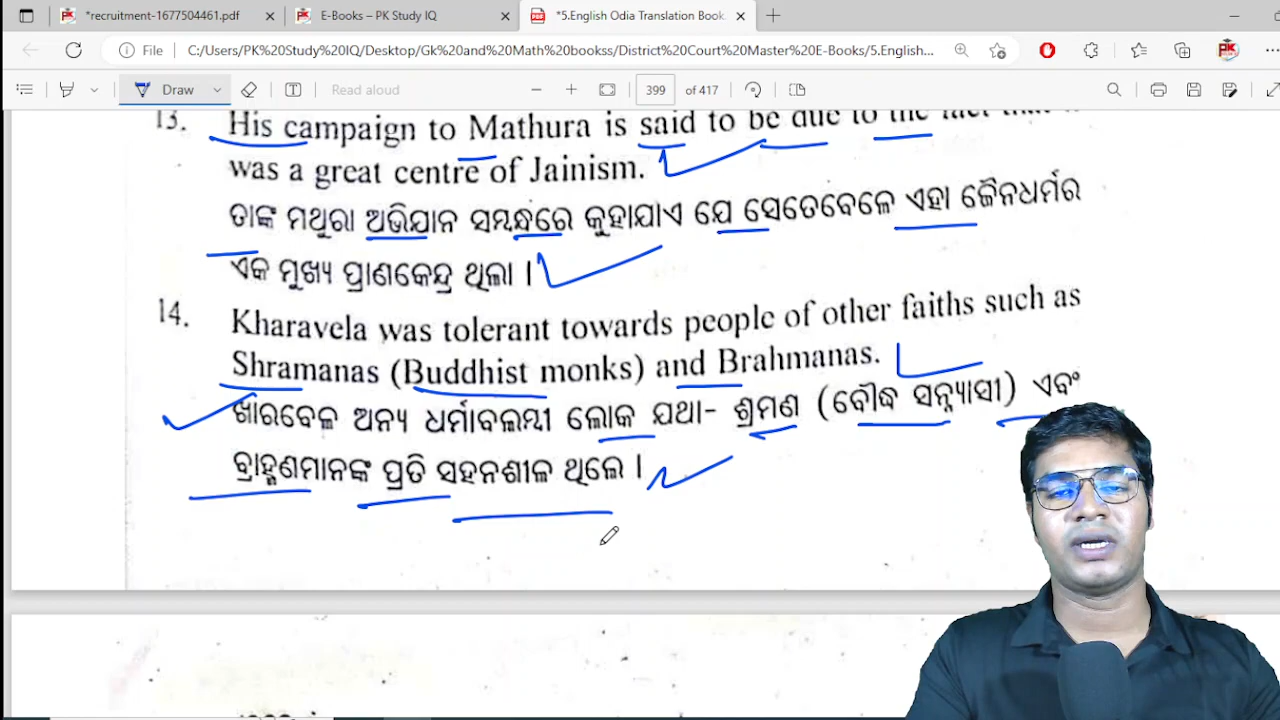 *recruitment-1677504461.pdf
E-Books – PK Study IQ
*5.English Odia Translation Book.
File
C:/Users/PK%20Study%20IQ/Desktop/Gk%20and%20Math%20bookss/District%20Court%20Master%20E-Books/5.English...
Draw
Read aloud
399 of 417
13. His campaign to Mathura is said to be due to the fact that
was a great centre of Jainism.
ତାଙ୍କ ମଥୁରା ଅଭିଯାନ ସମ୍ବନ୍ଧରେ କୁହାଯାଏ ଯେ ସେତେବେଳେ ଏହା ଜୈନଧର୍ମର
ଏକ ମୁଖ୍ୟ ପ୍ରାଣକେନ୍ଦ୍ର ଥିଲା ।
14. Kharavela was tolerant towards people of other faiths such as
Shramanas (Buddhist monks) and Brahmanas.
ଖାରବେଳ ଅନ୍ୟ ଧର୍ମାବଲମ୍ବୀ ଲୋକ ଯଥା- ଶ୍ରମଣ (ବୌଦ୍ଧ ସନ୍ନ୍ୟାସୀ) ଏବଂ
ବ୍ରାହ୍ମଣମାନଙ୍କ ପ୍ରତି ସହନଶୀଳ ଥିଲେ ।